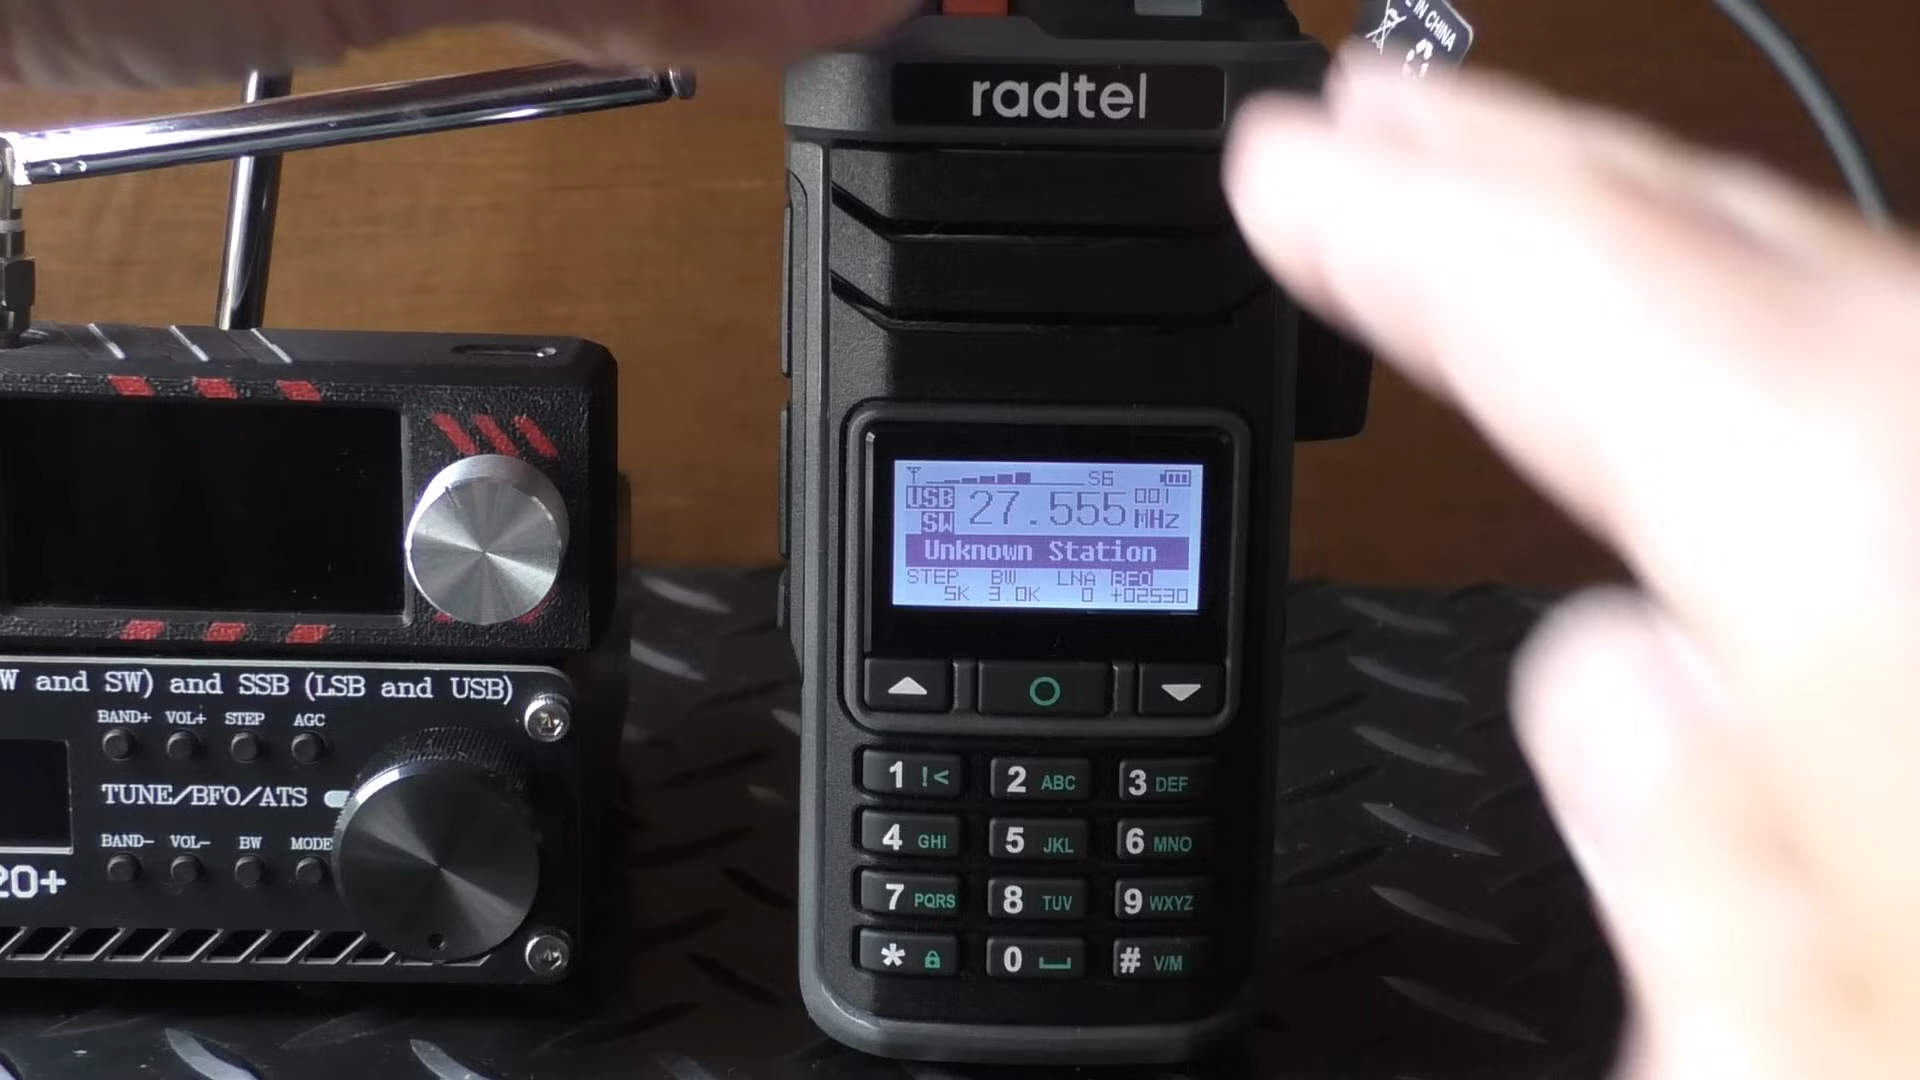 E IN CHINA
radtel
S6
USB 27.555 001
SW MHz
Unknown Station
STEP BW LNA BFO
5K 3.0K 0 +02530
W and SW) and SSB (LSB and USB)
BAND+ VOL+ STEP AGC
TUNE/BFO/ATS
BAND- VOL- BW MODE
20+
1 !< 2 ABC 3 DEF
4 GHI 5 JKL 6 MNO
7 PQRS 8 TUV 9 WXYZ
* 0 # V/M